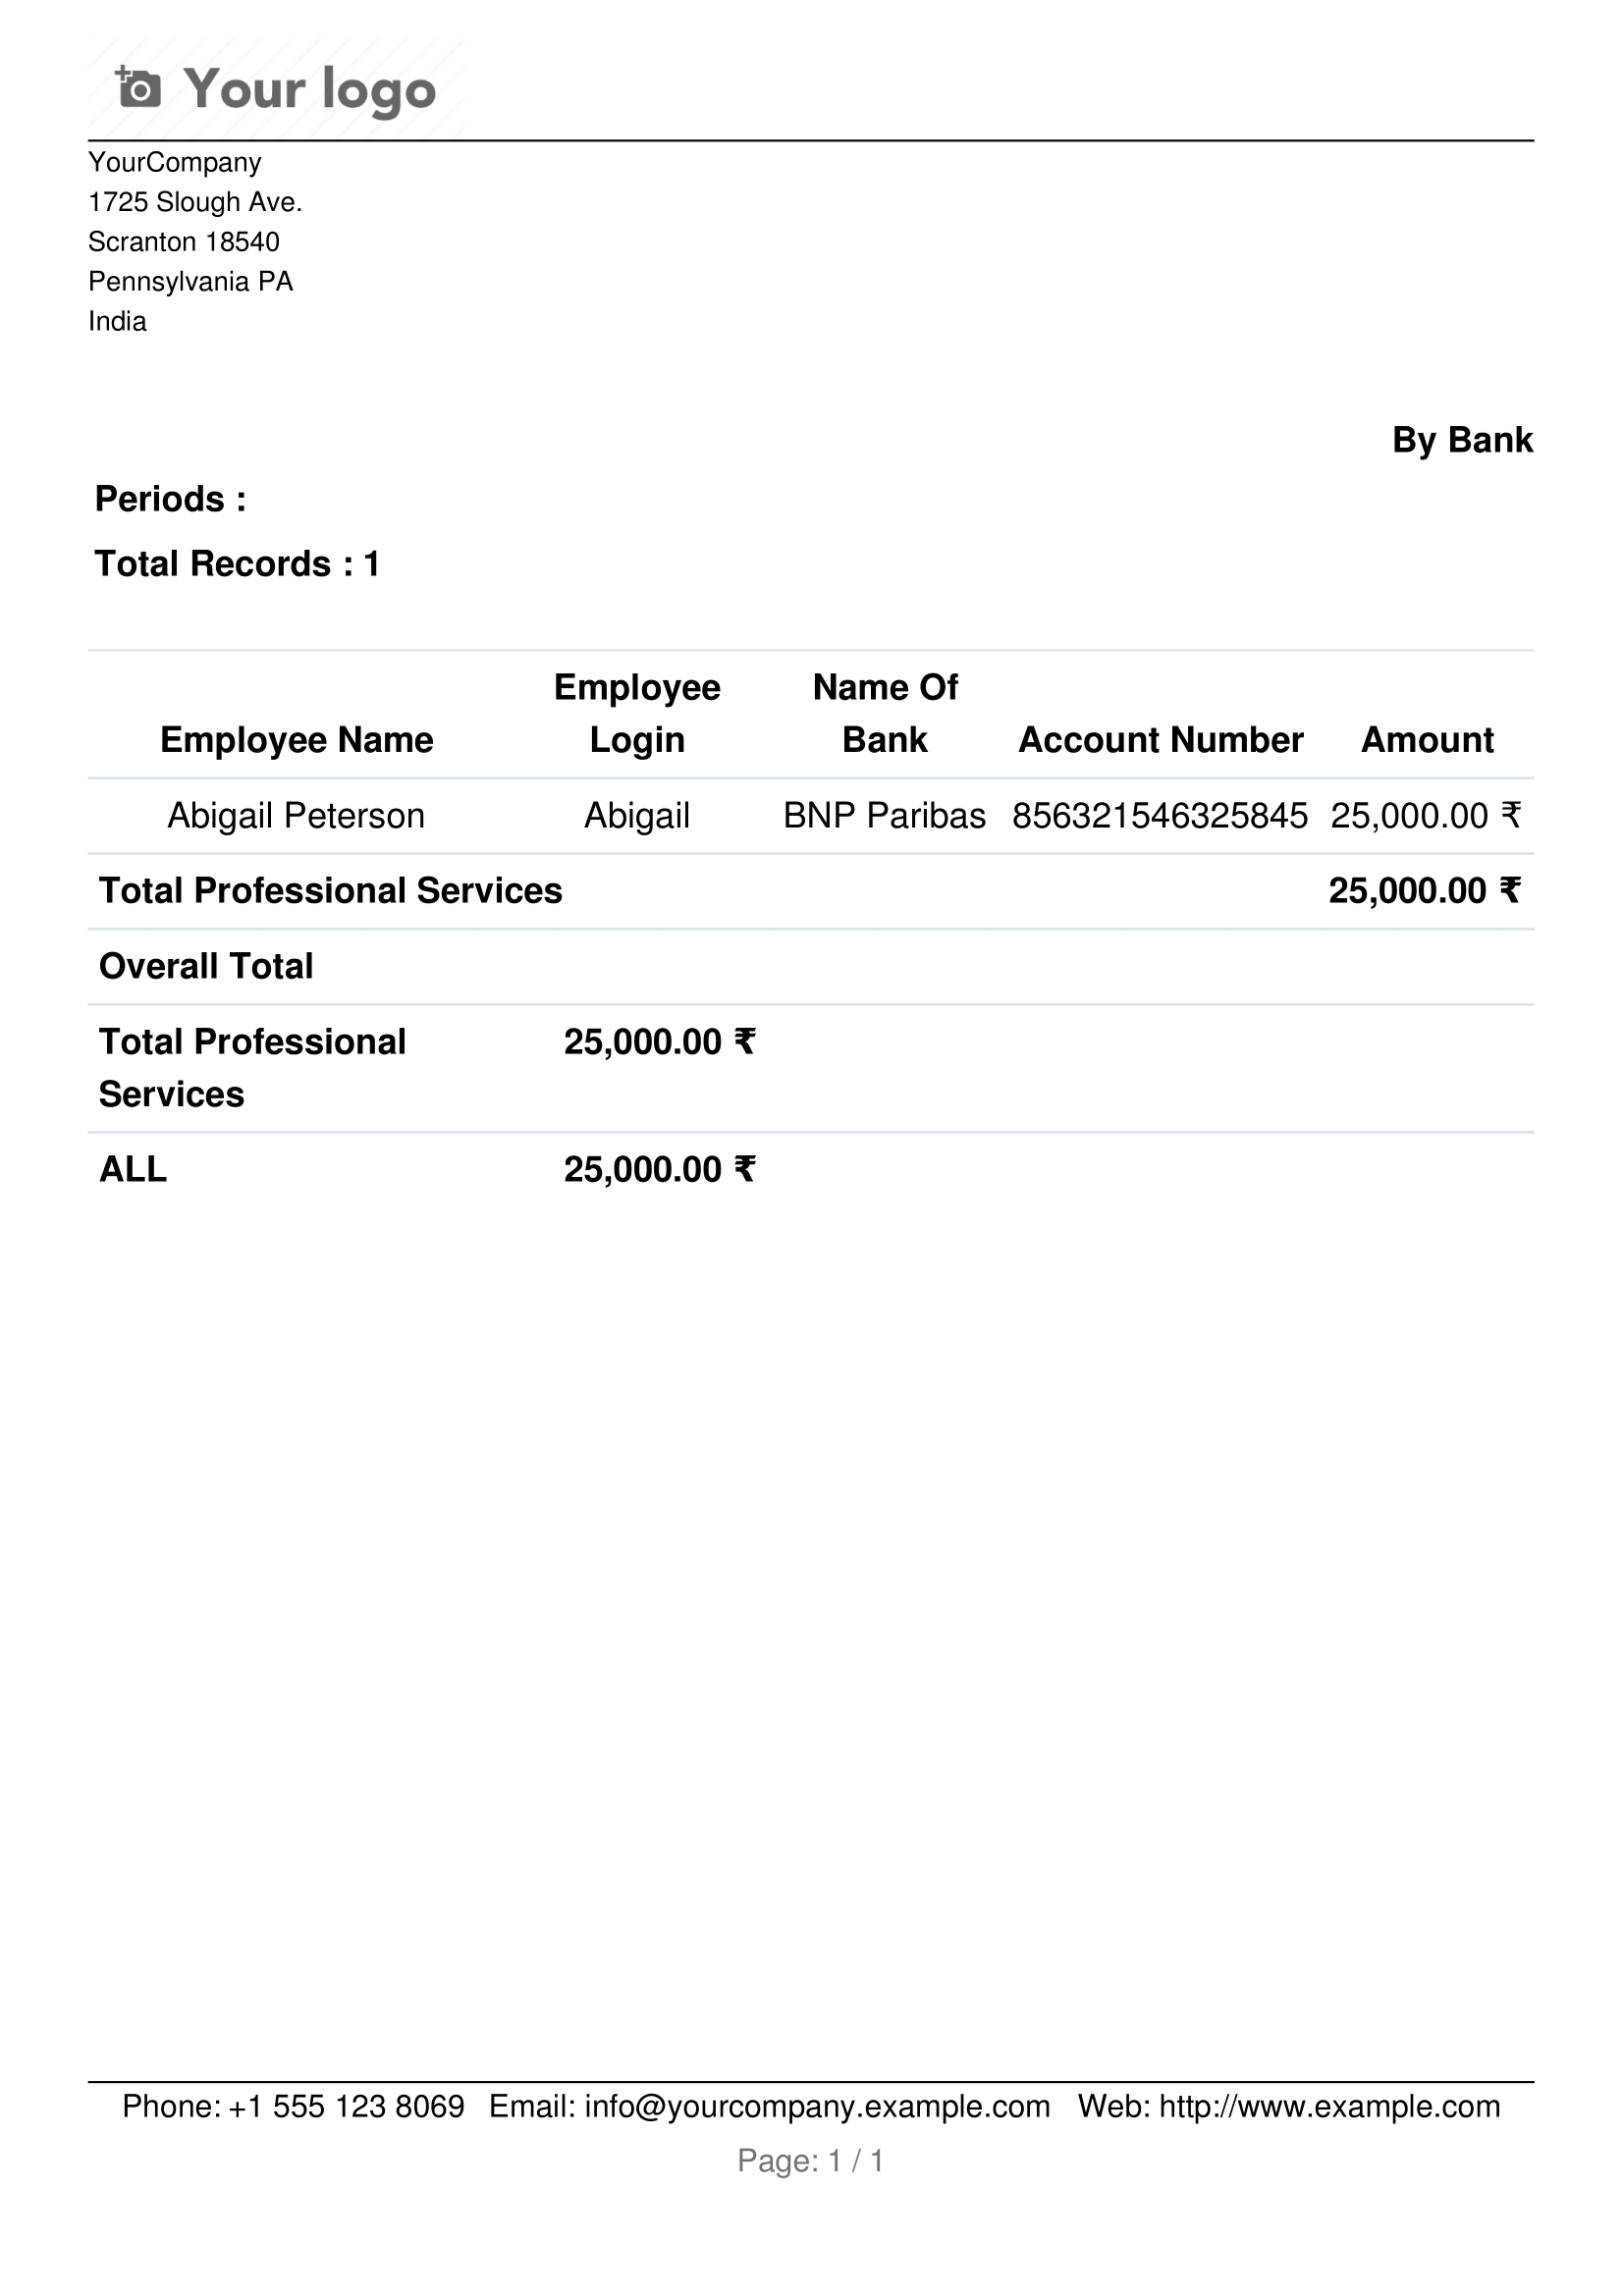 Your logo
YourCompany
1725 Slough Ave.
Scranton 18540
Pennsylvania PA
India
By Bank
Periods :
Total Records : 1
Employee Name Employee Login Name Of Bank Account Number Amount
Abigail Peterson Abigail BNP Paribas 856321546325845 25,000.00 ₹
Total Professional Services 25,000.00 ₹
Overall Total
Total Professional 25,000.00 ₹
Services
ALL 25,000.00 ₹
Phone: +1 555 123 8069 Email: info@yourcompany.example.com Web: http://www.example.com
Page: 1 / 1